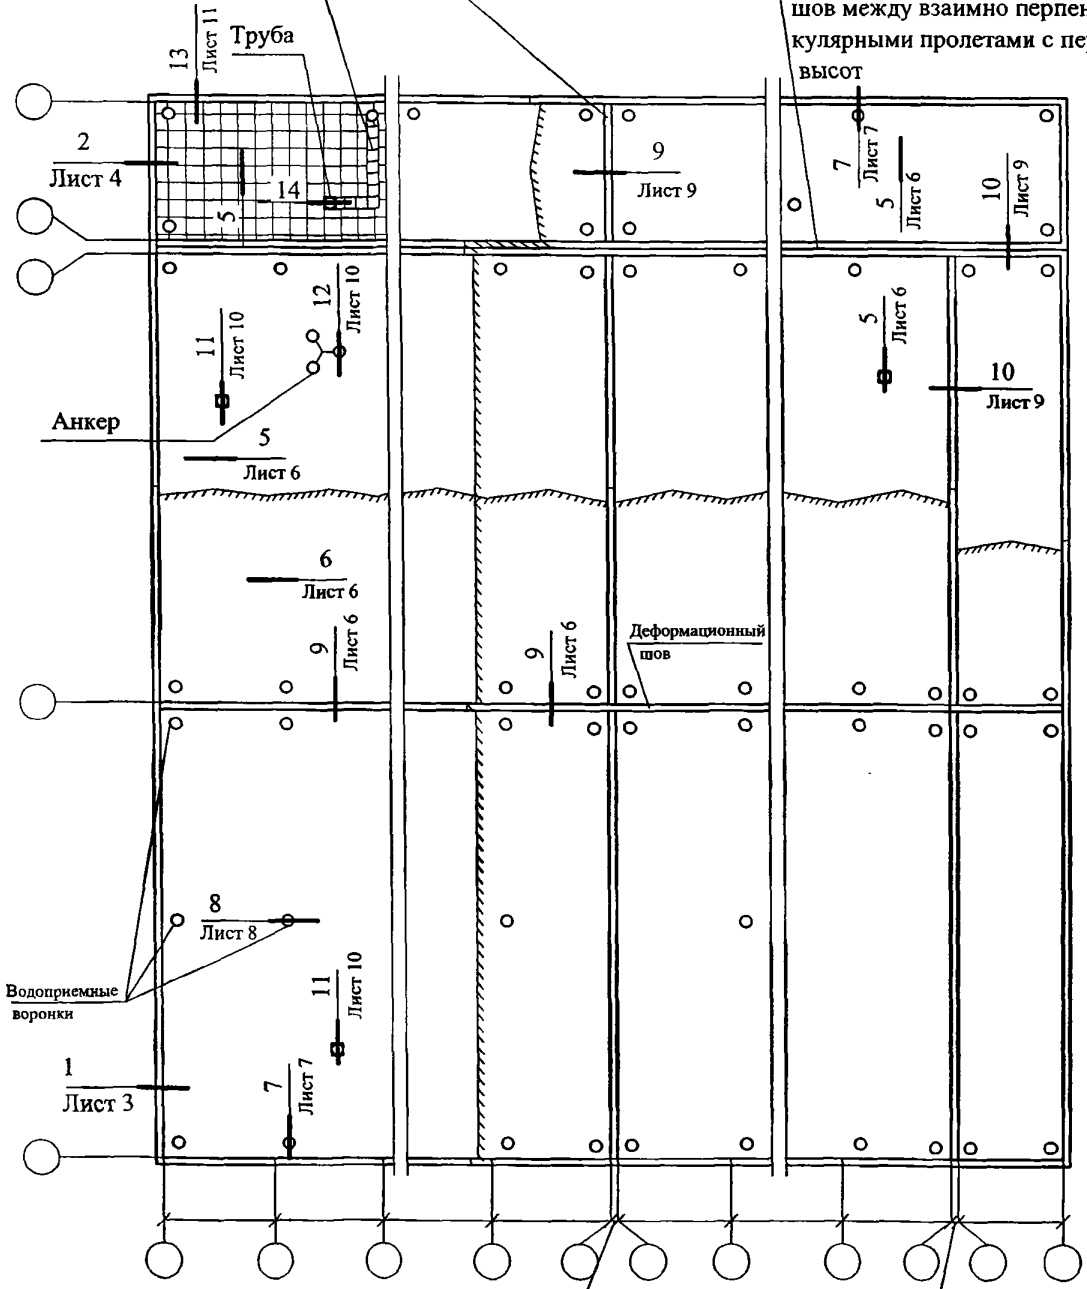 шов между взаимно перпен
кулярными пролетами с пе
высот
13
Лист 11
Труба
2
Лист 4
14
5
9
Лист 9
7
Лист 7
5
Лист 6
10
Лист 9
11
Лист 10
12
Лист 10
5
Лист 6
10
Лист 9
Анкер
5
Лист 6
6
Лист 6
9
Лист 6
9
Лист 6
Деформационный
шов
8
Лист 8
Водоприемные
воронки
11
Лист 10
1
Лист 3
7
Лист 7